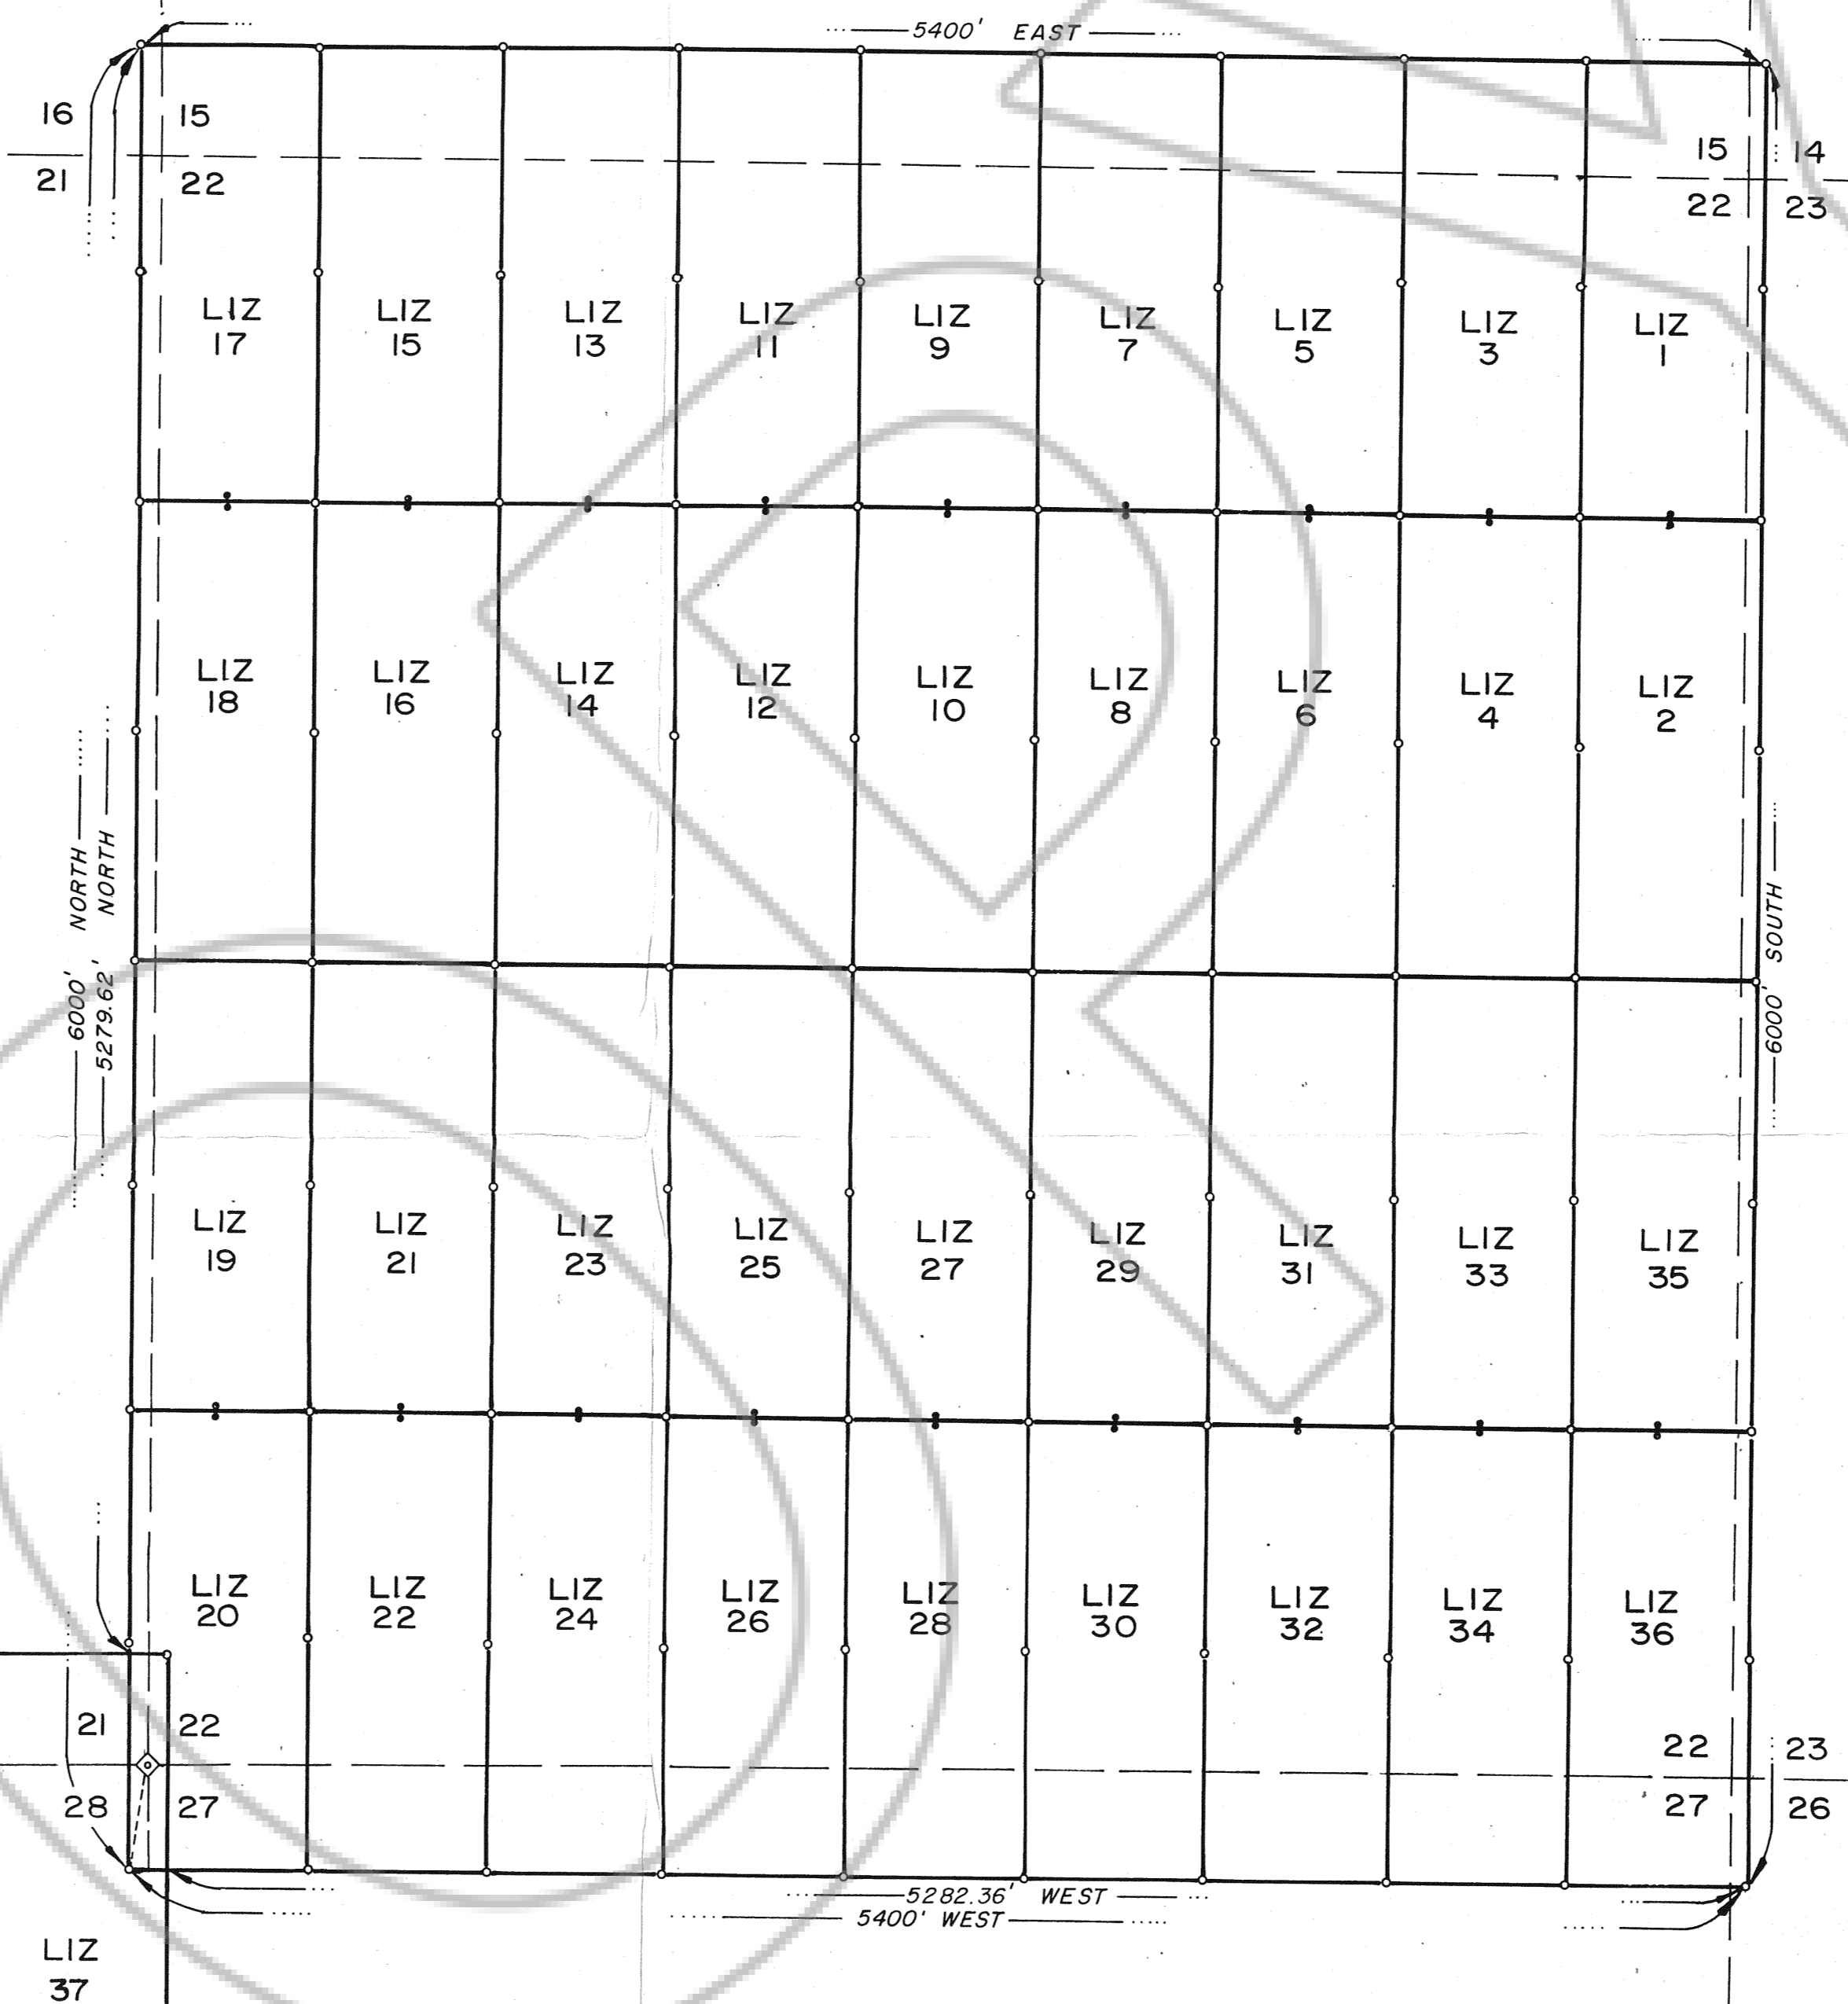 5400' EAST
16 15
15 14
21 22
22 23
LIZ 17
LIZ 15
LIZ 13
LIZ 11
LIZ 9
LIZ 7
LIZ 5
LIZ 3
LIZ 1
LIZ 18
LIZ 16
LIZ 14
LIZ 12
LIZ 10
LIZ 8
LIZ 6
LIZ 4
LIZ 2
6000' NORTH
5279.62' NORTH
6000' SOUTH
LIZ 19
LIZ 21
LIZ 23
LIZ 25
LIZ 27
LIZ 29
LIZ 31
LIZ 33
LIZ 35
LIZ 20
LIZ 22
LIZ 24
LIZ 26
LIZ 28
LIZ 30
LIZ 32
LIZ 34
LIZ 36
21 22
22 23
28 27
27 26
5282.36' WEST
5400' WEST
LIZ
37